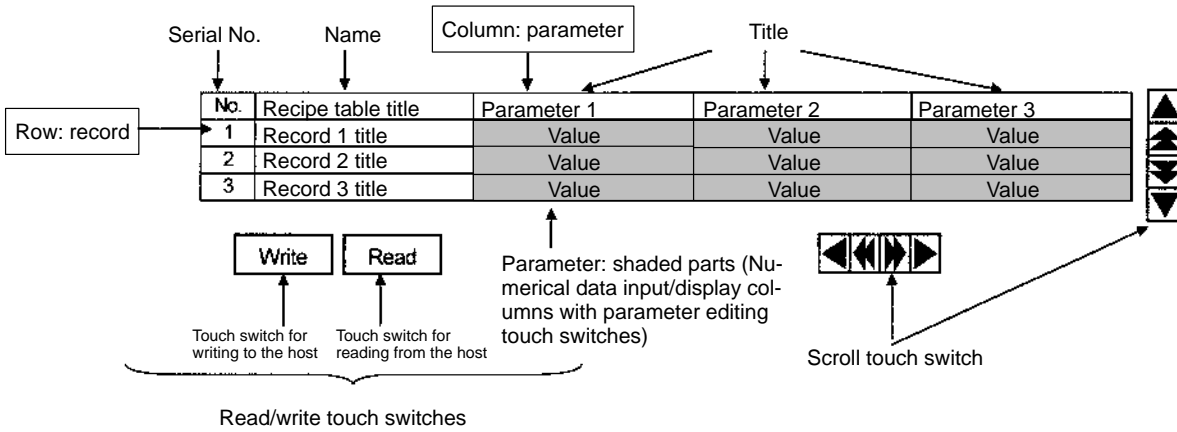 Serial No.
Name
Column: parameter
Title
Row: record
No. Recipe table title Parameter 1 Parameter 2 Parameter 3
1 Record 1 title Value Value Value
2 Record 2 title Value Value Value
3 Record 3 title Value Value Value
Write Read
Parameter: shaded parts (Nu-
merical data input/display col-
umns with parameter editing
touch switches)
Touch switch for
writing to the host
Touch switch for
reading from the host
Scroll touch switch
Read/write touch switches